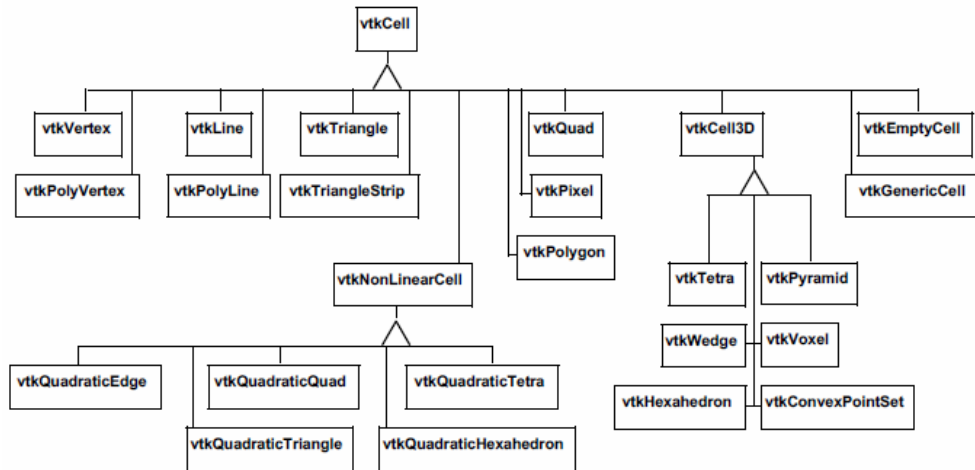 vtkCell
vtkVertex
vtkLine
vtkTriangle
vtkQuad
vtkCell3D
vtkEmptyCell
vtkPolyVertex
vtkPolyLine
vtkTriangleStrip
vtkPixel
vtkGenericCell
vtkPolygon
vtkNonLinearCell
vtkTetra
vtkPyramid
vtkWedge
vtkVoxel
vtkQuadraticEdge
vtkQuadraticQuad
vtkQuadraticTetra
vtkHexahedron
vtkConvexPointSet
vtkQuadraticTriangle
vtkQuadraticHexahedron